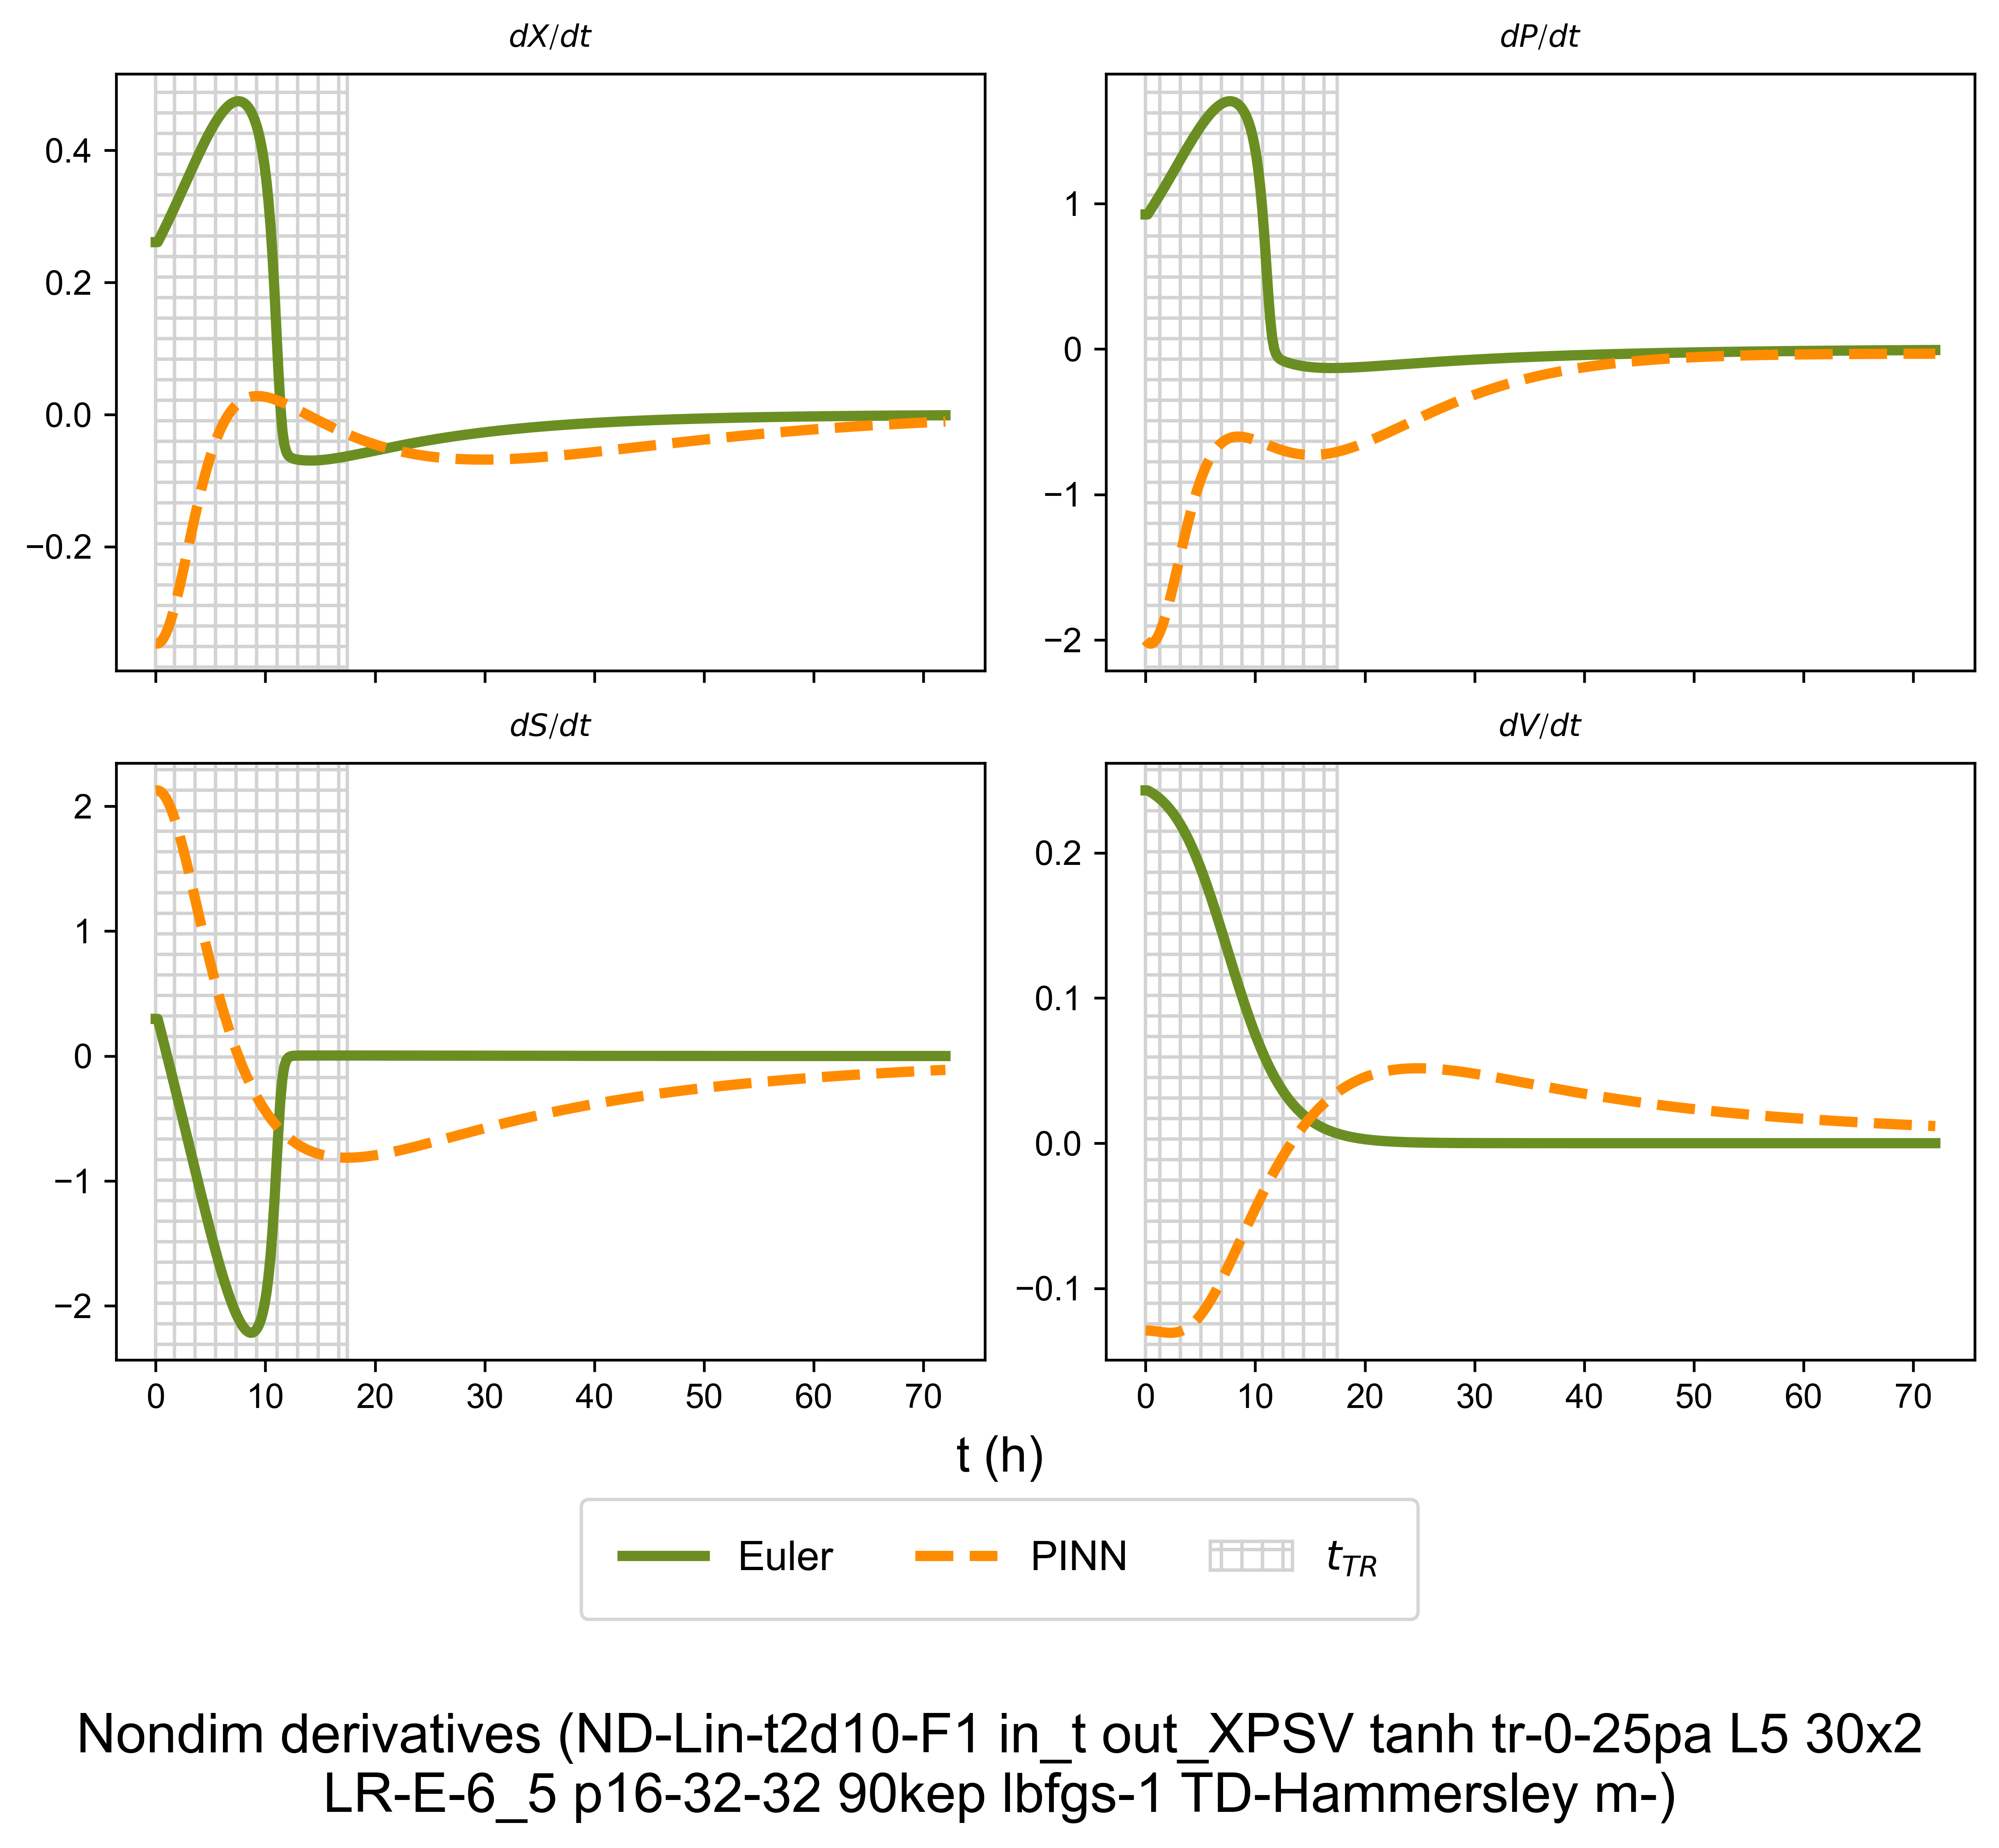 dX/dt
dP/dt
0.4
0.2
0.0
−0.2
1
0
−1
−2
dS/dt
dV/dt
2
1
0
−1
−2
0.2
0.1
0.0
−0.1
0 10 20 30 40 50 60 70
0 10 20 30 40 50 60 70
t (h)
Euler PINN t_TR
Nondim derivatives (ND-Lin-t2d10-F1 in_t out_XPSV tanh tr-0-25pa L5 30x2
LR-E-6_5 p16-32-32 90kep lbfgs-1 TD-Hammersley m-)